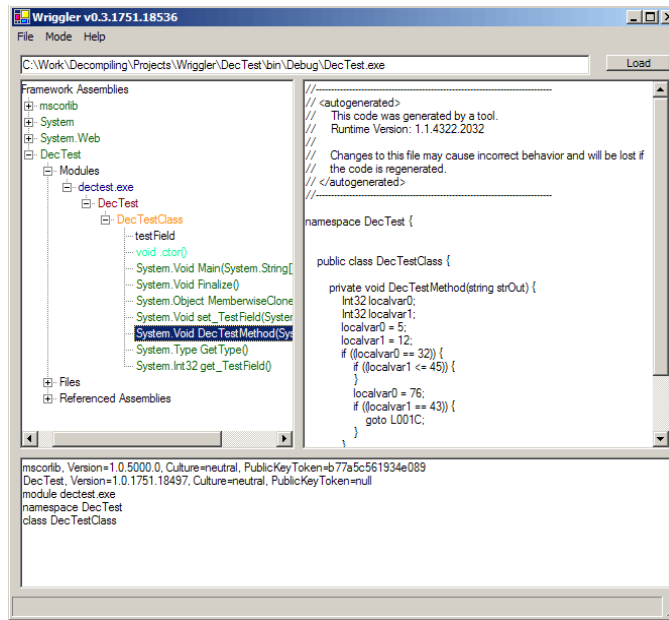 Wriggler v0.3.1751.18536
File Mode Help
C:\Work\Decompiling\Projects\Wriggler\DecTest\bin\Debug\DecTest.exe
Load
Framework Assemblies
mscorlib
System
System.Web
DecTest
Modules
dectest.exe
DecTest
DecTestClass
testField
void .ctor()
System.Void Main(System.String[
System.Void Finalize()
System.Object MemberwiseClone
System.Void set_TestField(System
System.Void DecTestMethod(Sys
System.Type GetType()
System.Int32 get_TestField()
Files
Referenced Assemblies
//------------------------------------------------------------------------------
// <autogenerated>
// This code was generated by a tool.
// Runtime Version: 1.1.4322.2032
//
// Changes to this file may cause incorrect behavior and will be lost if
// the code is regenerated.
// </autogenerated>
//------------------------------------------------------------------------------
namespace DecTest {
public class DecTestClass {
private void DecTestMethod(string strOut) {
Int32 localvar0;
Int32 localvar1;
localvar0 = 5;
localvar1 = 12;
if ((localvar0 == 32)) {
if ((localvar1 <= 45)) {
}
localvar0 = 76;
if ((localvar1 == 43)) {
goto L001C;
}
}
mscorlib, Version=1.0.5000.0, Culture=neutral, PublicKeyToken=b77a5c561934e089
DecTest, Version=1.0.1751.18497, Culture=neutral, PublicKeyToken=null
module dectest.exe
namespace DecTest
class DecTestClass